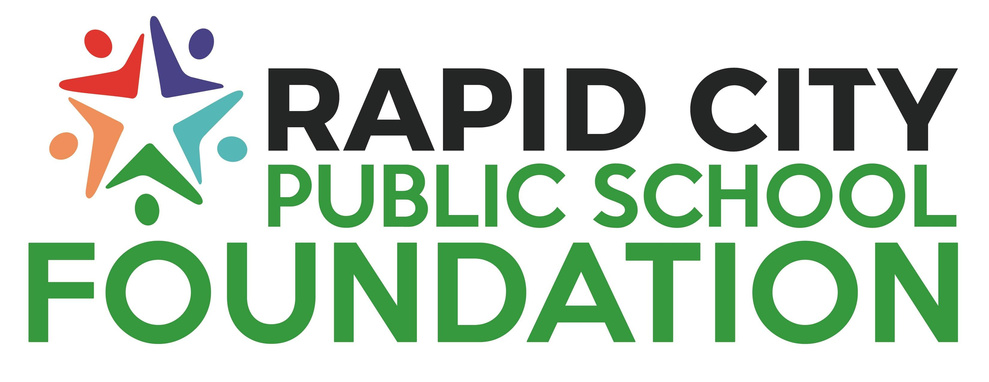 RAPID CITY
PUBLIC SCHOOL
FOUNDATION